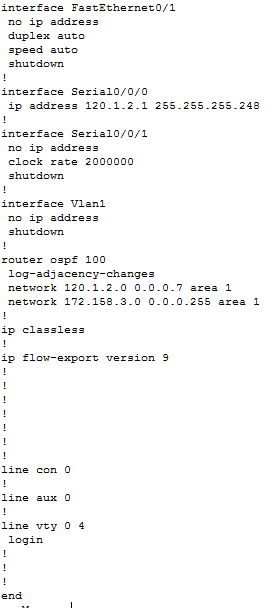 interface FastEthernet0/1
 no ip address
 duplex auto
 speed auto
 shutdown
!
interface Serial0/0/0
 ip address 120.1.2.1 255.255.255.248
!
interface Serial0/0/1
 no ip address
 clock rate 2000000
 shutdown
!
interface Vlan1
 no ip address
 shutdown
!
router ospf 100
 log-adjacency-changes
 network 120.1.2.0 0.0.0.7 area 1
 network 172.158.3.0 0.0.0.255 area 1
!
ip classless
!
ip flow-export version 9
!
!
!
!
!
!
!
line con 0
!
line aux 0
!
line vty 0 4
 login
!
!
!
end